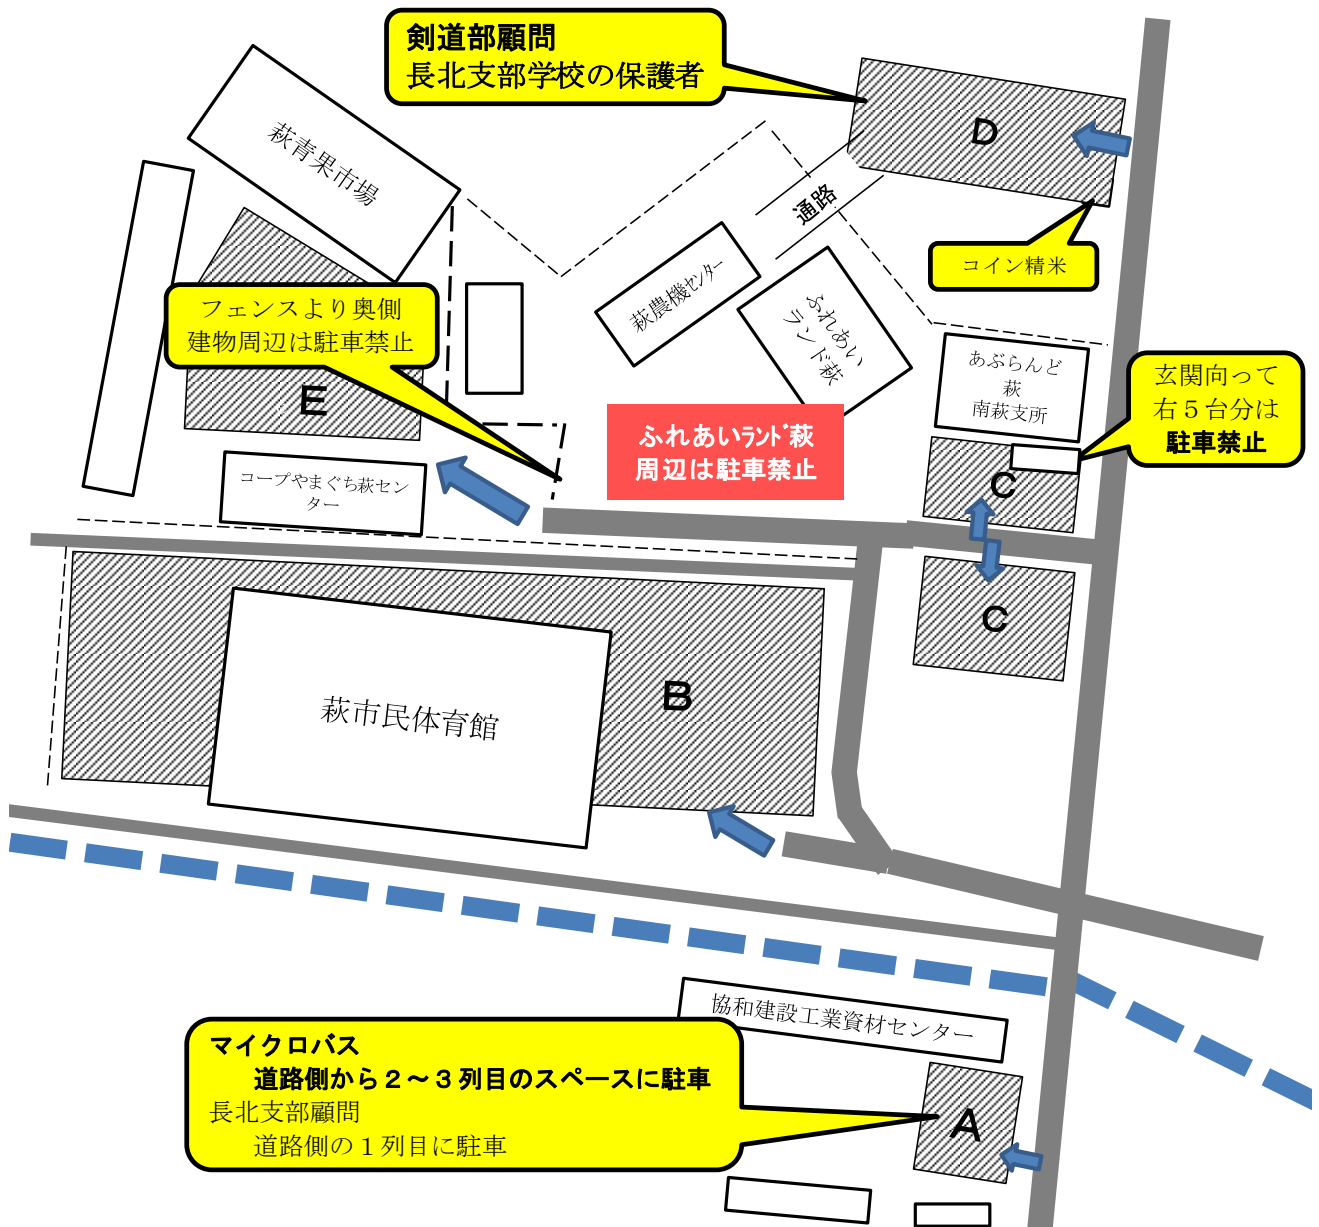 剣道部顧問
長北支部学校の保護者
D
萩青果市場
通路
コイン精米
萩農機センター
ふれあい
ランド萩
フェンスより奥側
建物周辺は駐車禁止
E
あぶらんど
萩
南萩支所
玄関向って
右５台分は
駐車禁止
ふれあいランド萩
周辺は駐車禁止
コープやまぐち萩セン
ター
C
C
B
萩市民体育館
協和建設工業資材センター
マイクロバス
道路側から２～３列目のスペースに駐車
長北支部顧問
道路側の１列目に駐車
A